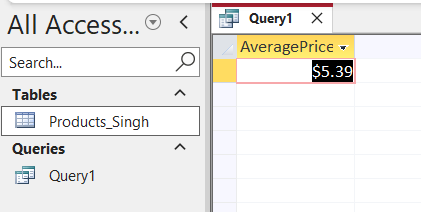 All Access...
Search...
Tables
Products_Singh
Queries
Query1
Query1
AveragePrice
$5.39